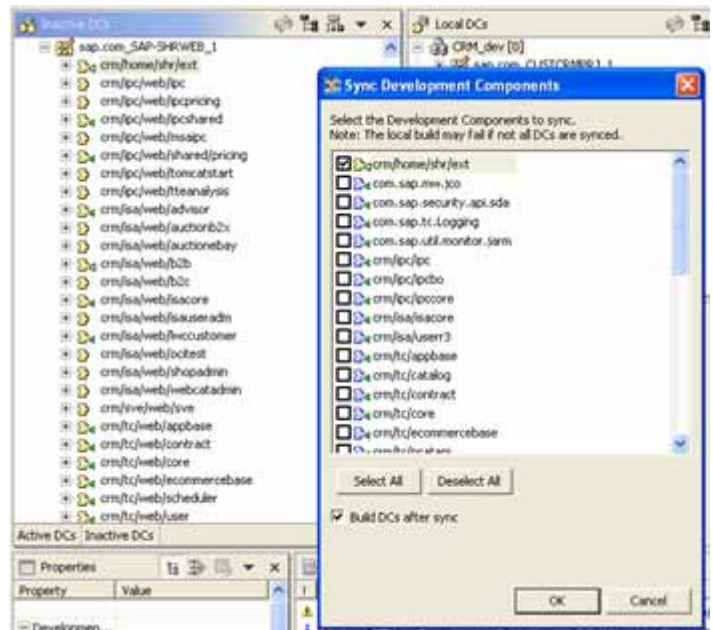 Inactive DCs
sap.com_SAP-SHRWEB_1
crm/home/shr/ext
crm/ipc/web/ipc
crm/ipc/web/ipcpricing
crm/ipc/web/ipcshared
crm/ipc/web/msaipc
crm/ipc/web/shared/pricing
crm/ipc/web/tomcatstart
crm/ipc/web/tteanalysis
crm/isa/web/advisor
crm/isa/web/auctionb2x
crm/isa/web/auctionebay
crm/isa/web/b2b
crm/isa/web/b2c
crm/isa/web/isacore
crm/isa/web/isauseradm
crm/isa/web/lwccustomer
crm/isa/web/ocitest
crm/isa/web/shopadmin
crm/isa/web/webcatadmin
crm/sve/web/sve
crm/tc/web/appbase
crm/tc/web/contract
crm/tc/web/core
crm/tc/web/ecommercebase
crm/tc/web/scheduler
crm/tc/web/user
Active DCs Inactive DCs
Properties
Property Value
Local DCs
CRM_dev [0]
Sync Development Components
Select the Development Components to sync.
Note: The local build may fail if not all DCs are synced.
crm/home/shr/ext
com.sap.mw.jco
com.sap.security.api.sda
com.sap.tc.Logging
com.sap.util.monitor.jarm
crm/ipc/ipc
crm/ipc/ipcbo
crm/ipc/ipccore
crm/isa/isacore
crm/isa/userr3
crm/tc/appbase
crm/tc/catalog
crm/tc/contract
crm/tc/core
crm/tc/ecommercebase
Select All Deselect All
Build DCs after sync
OK Cancel